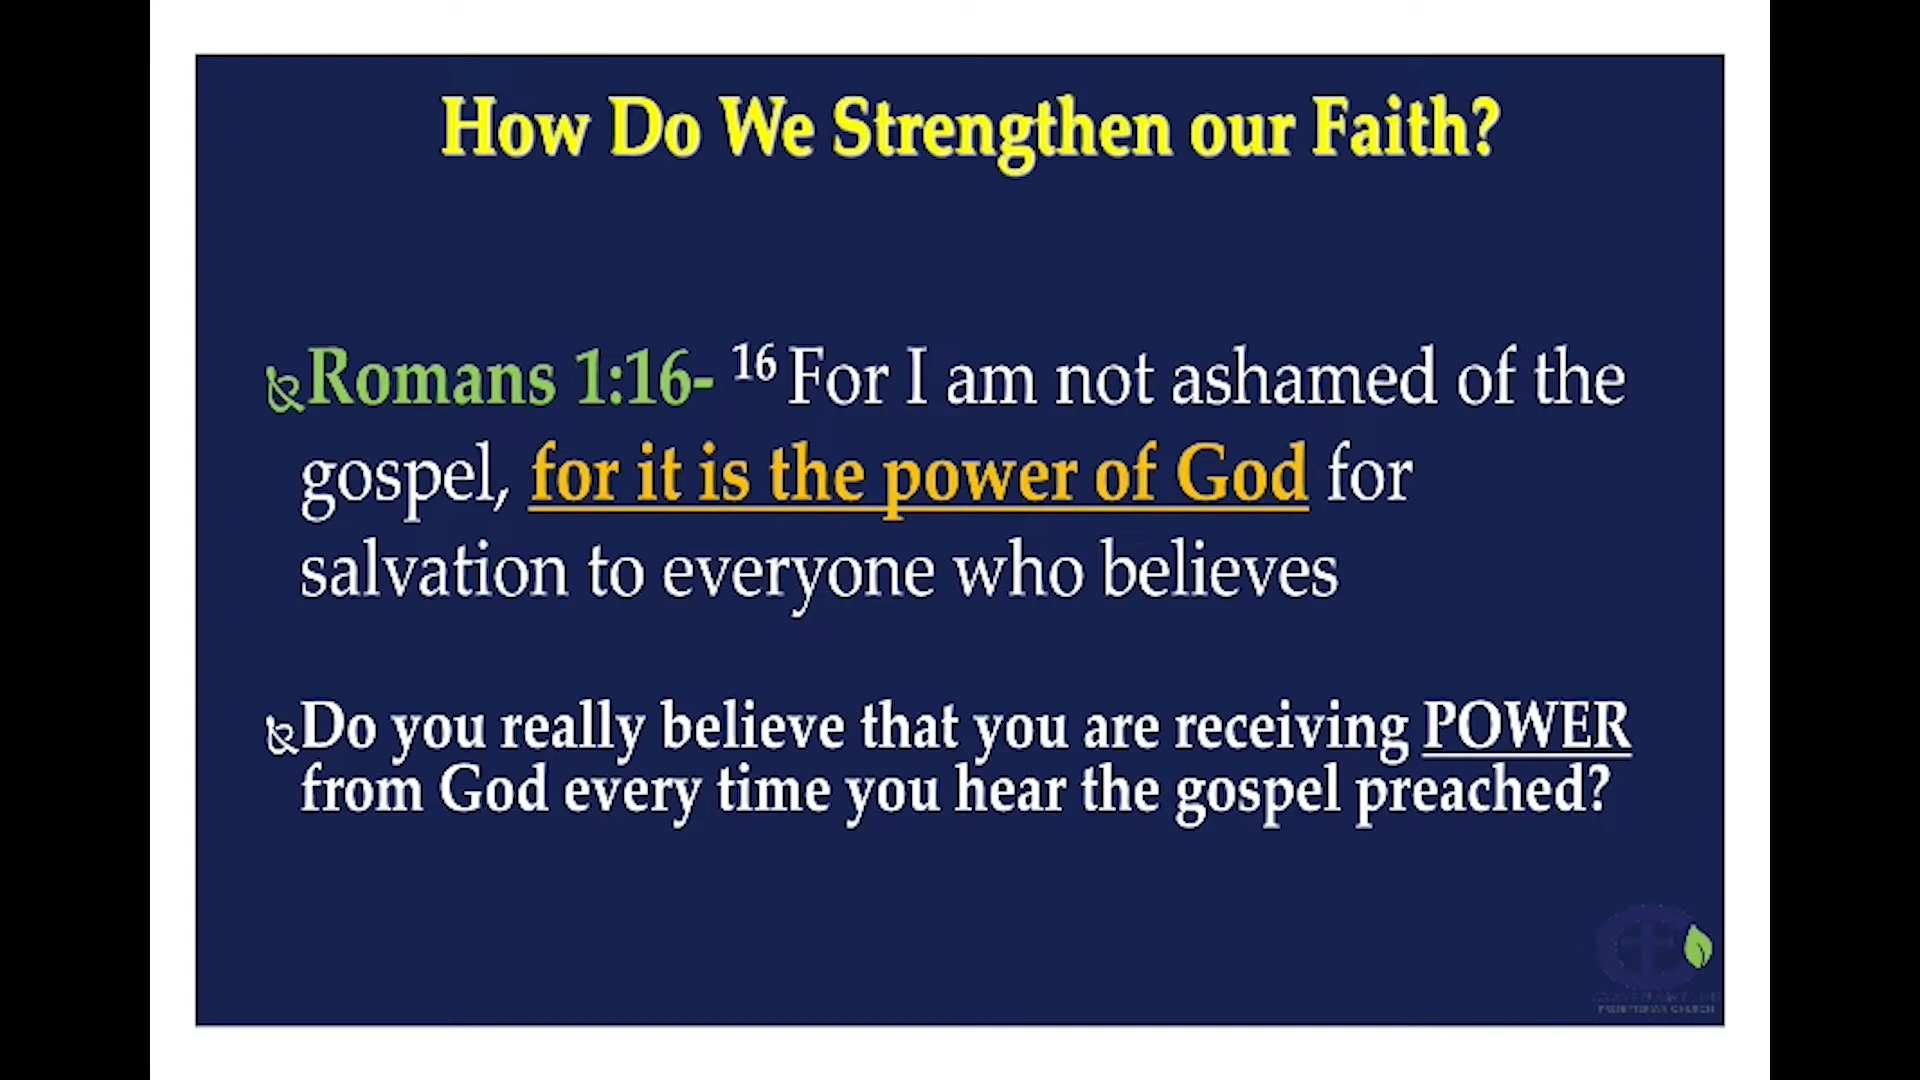 How Do We Strengthen our Faith?
Romans 1:16- 16 For I am not ashamed of the
gospel, for it is the power of God for
salvation to everyone who believes
Do you really believe that you are receiving POWER
from God every time you hear the gospel preached?
PRESBYTERIAN CHURCH